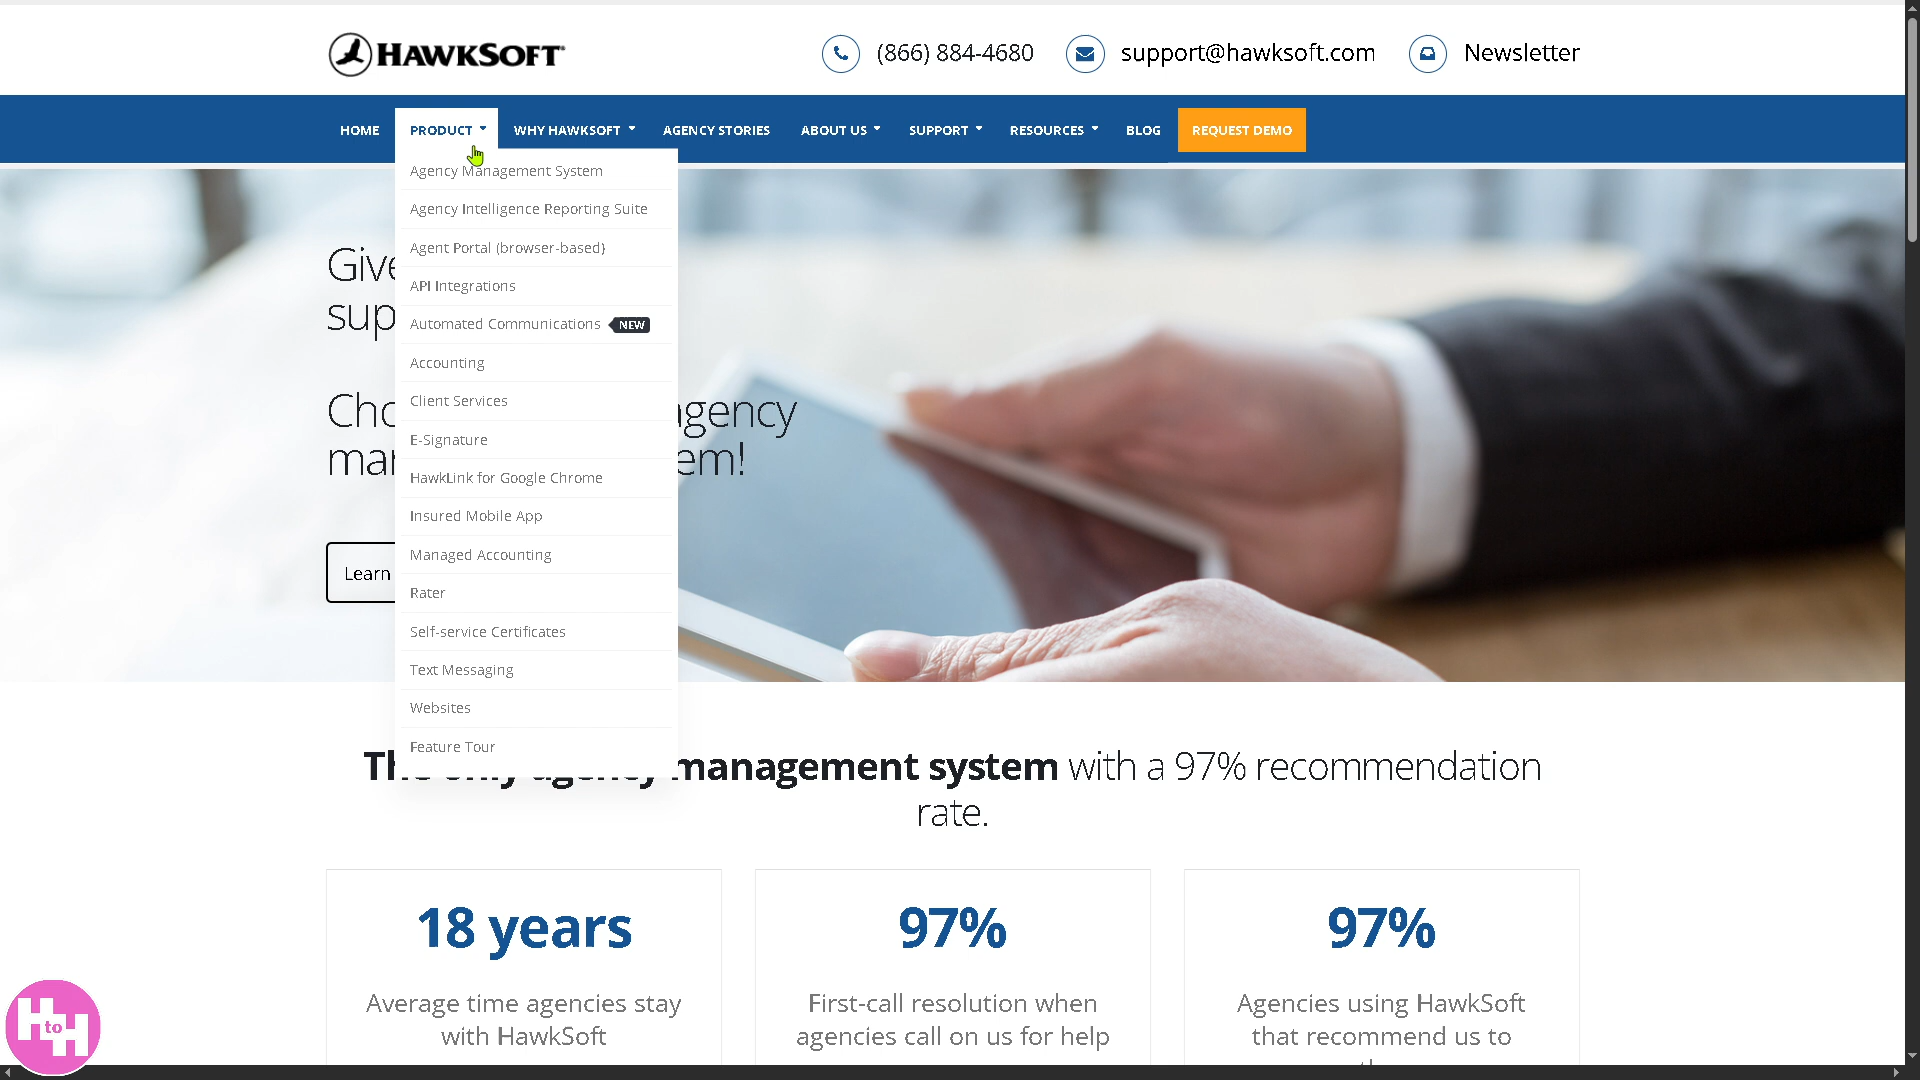 HAWKSOFT
(866) 884-4680
support@hawksoft.com
Newsletter
HOME
PRODUCT
WHY HAWKSOFT
AGENCY STORIES
ABOUT US
SUPPORT
RESOURCES
BLOG
REQUEST DEMO
Agency Management System
Agency Intelligence Reporting Suite
Agent Portal (browser-based)
API Integrations
Automated Communications NEW
Accounting
Client Services
E-Signature
HawkLink for Google Chrome
Insured Mobile App
Managed Accounting
Rater
Self-service Certificates
Text Messaging
Websites
Feature Tour
Learn
The only agency management system with a 97% recommendation
rate.
18 years
Average time agencies stay
with HawkSoft
97%
First-call resolution when
agencies call on us for help
97%
Agencies using HawkSoft
that recommend us to
H to H